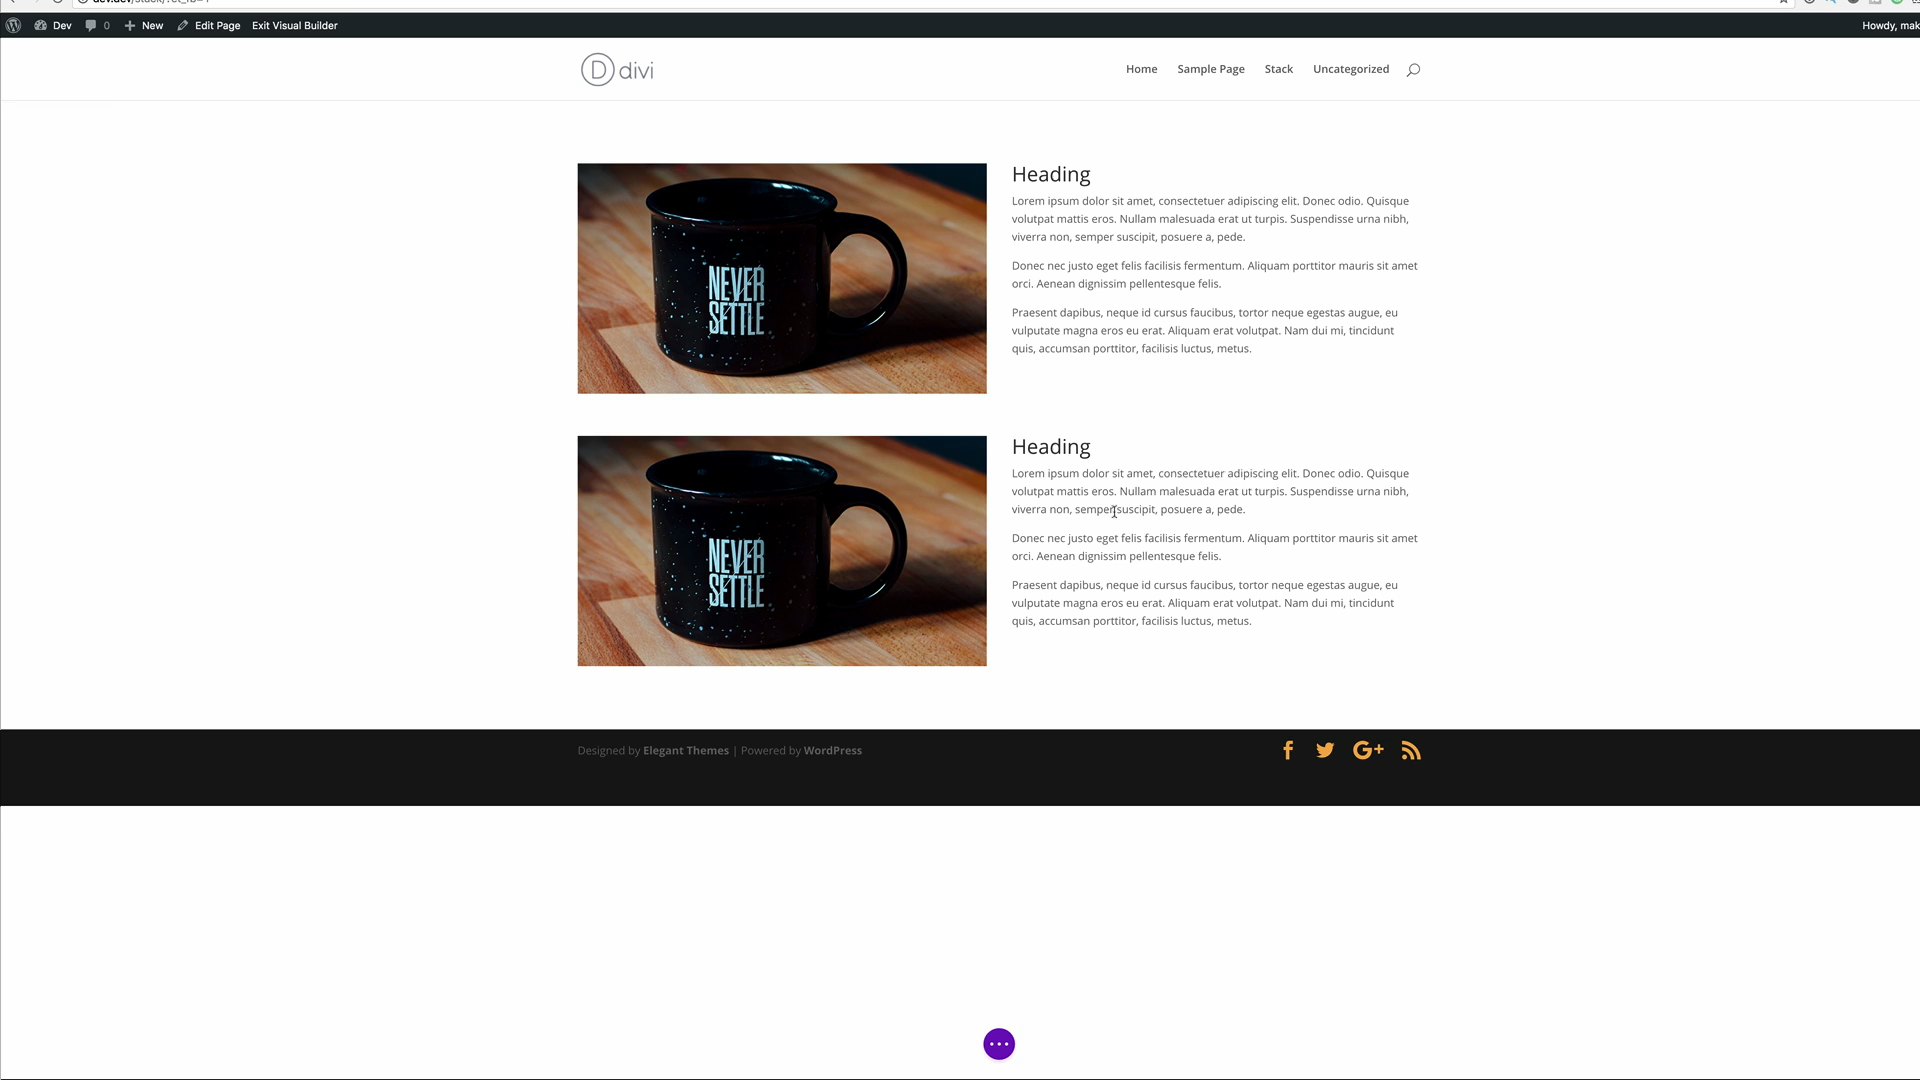 Dev 0 New Edit Page Exit Visual Builder Howdy, mak
D divi
Home Sample Page Stack Uncategorized
NEVER
SETTLE
Heading
Lorem ipsum dolor sit amet, consectetuer adipiscing elit. Donec odio. Quisque
volutpat mattis eros. Nullam malesuada erat ut turpis. Suspendisse urna nibh,
viverra non, semper suscipit, posuere a, pede.
Donec nec justo eget felis facilisis fermentum. Aliquam porttitor mauris sit amet
orci. Aenean dignissim pellentesque felis.
Praesent dapibus, neque id cursus faucibus, tortor neque egestas augue, eu
vulputate magna eros eu erat. Aliquam erat volutpat. Nam dui mi, tincidunt
quis, accumsan porttitor, facilisis luctus, metus.
NEVER
SETTLE
Heading
Lorem ipsum dolor sit amet, consectetuer adipiscing elit. Donec odio. Quisque
volutpat mattis eros. Nullam malesuada erat ut turpis. Suspendisse urna nibh,
viverra non, semper suscipit, posuere a, pede.
Donec nec justo eget felis facilisis fermentum. Aliquam porttitor mauris sit amet
orci. Aenean dignissim pellentesque felis.
Praesent dapibus, neque id cursus faucibus, tortor neque egestas augue, eu
vulputate magna eros eu erat. Aliquam erat volutpat. Nam dui mi, tincidunt
quis, accumsan porttitor, facilisis luctus, metus.
Designed by Elegant Themes | Powered by WordPress